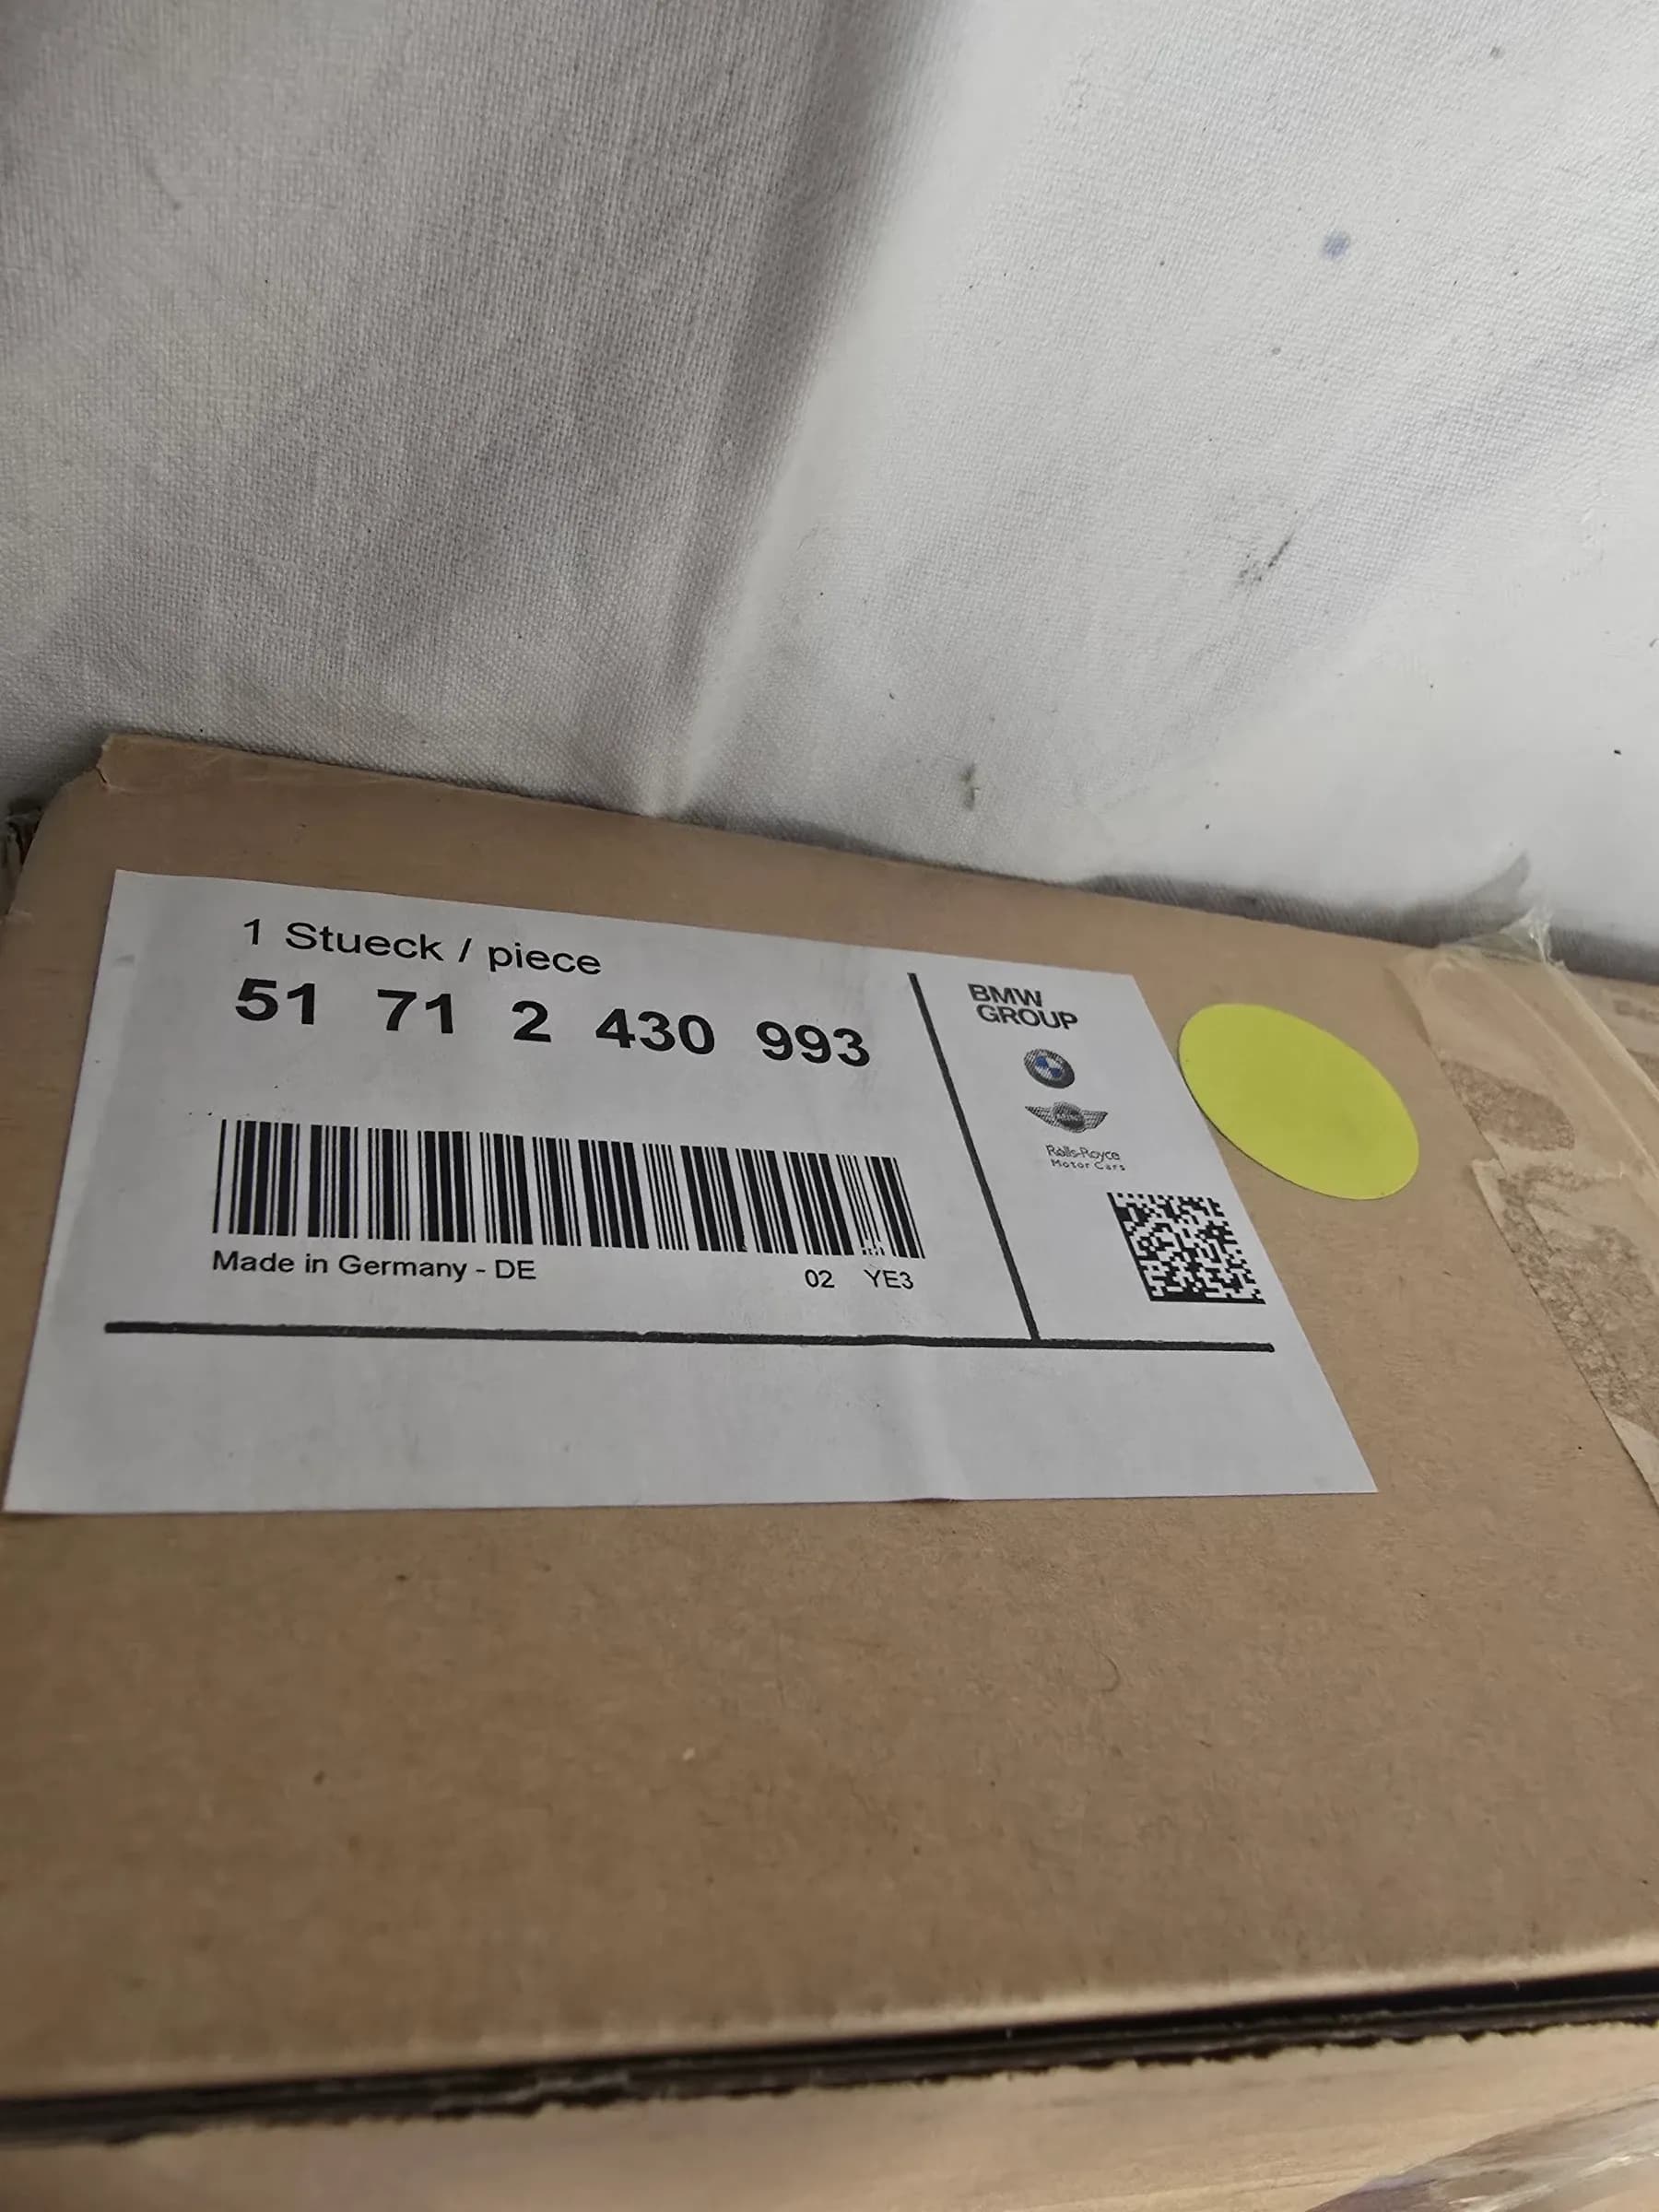 1 Stueck / piece
51 71 2 430 993
Made in Germany - DE
02 YE3
BMW
GROUP
Rolls-Royce
Motor Cars